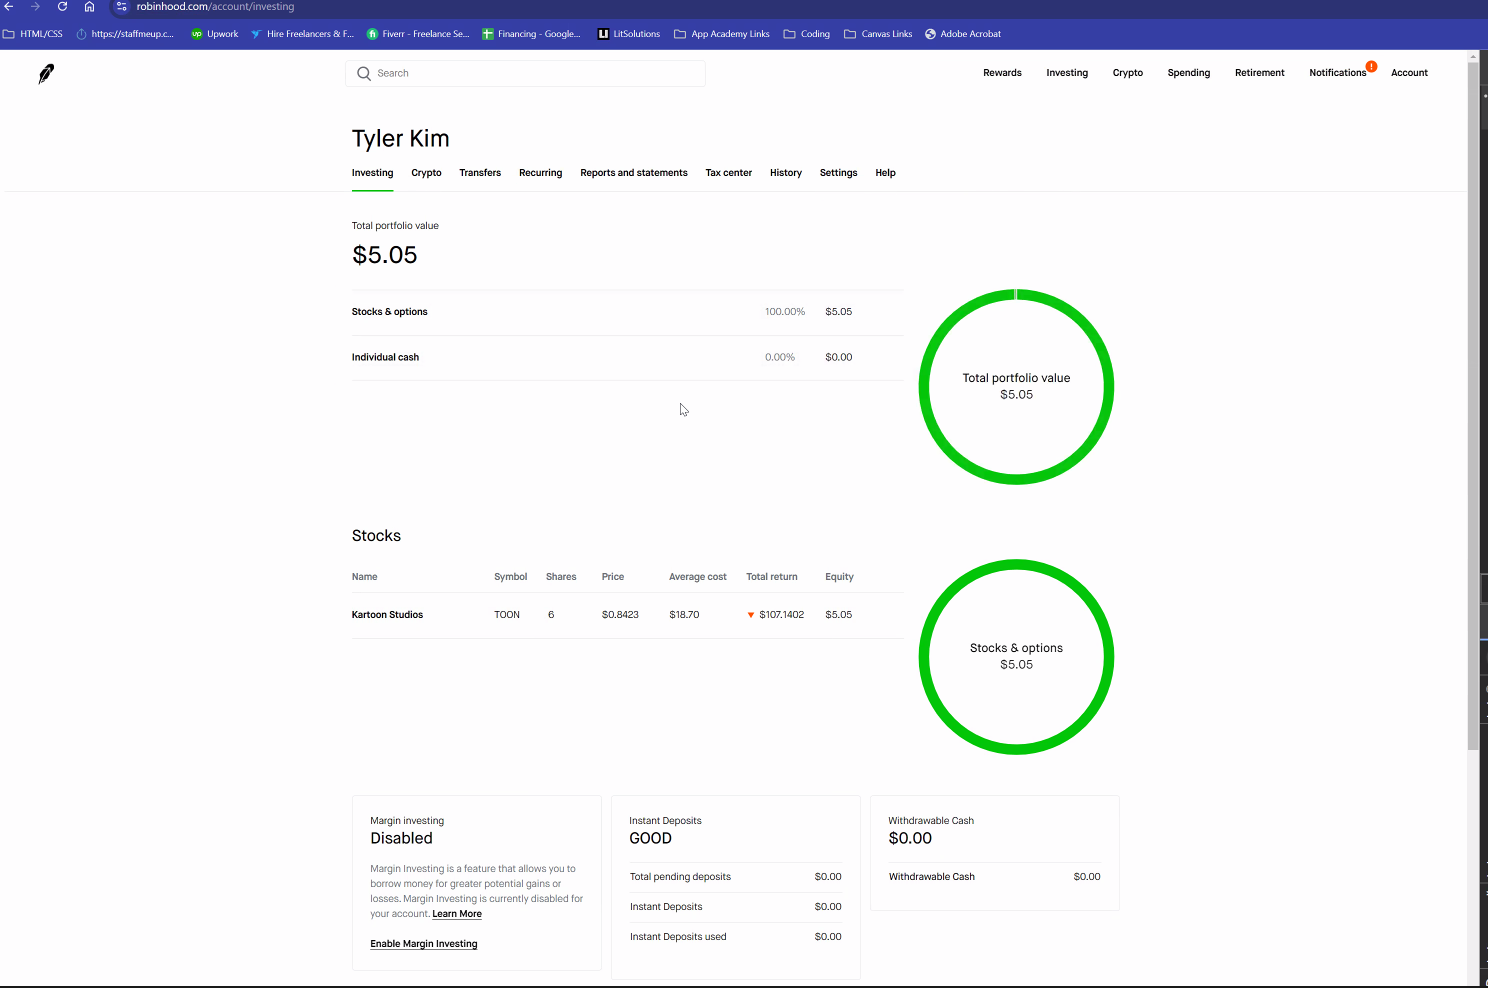 robinhood.com/account/investing
HTML/CSS https://staffmeup.c... Upwork Hire Freelancers & F... Fiverr - Freelance Se... Financing - Google... LitSolutions App Academy Links Coding Canvas Links Adobe Acrobat
Search
Rewards Investing Crypto Spending Retirement Notifications ! Account
Tyler Kim
Investing Crypto Transfers Recurring Reports and statements Tax center History Settings Help
Total portfolio value
$5.05
Stocks & options 100.00% $5.05
Individual cash 0.00% $0.00
Total portfolio value
$5.05
Stocks
Name Symbol Shares Price Average cost Total return Equity
Kartoon Studios TOON 6 $0.8423 $18.70 ▼ $107.1402 $5.05
Stocks & options
$5.05
Margin investing
Disabled
Margin Investing is a feature that allows you to
borrow money for greater potential gains or
losses. Margin Investing is currently disabled for
your account. Learn More
Enable Margin Investing
Instant Deposits
GOOD
Total pending deposits $0.00
Instant Deposits $0.00
Instant Deposits used $0.00
Withdrawable Cash
$0.00
Withdrawable Cash $0.00